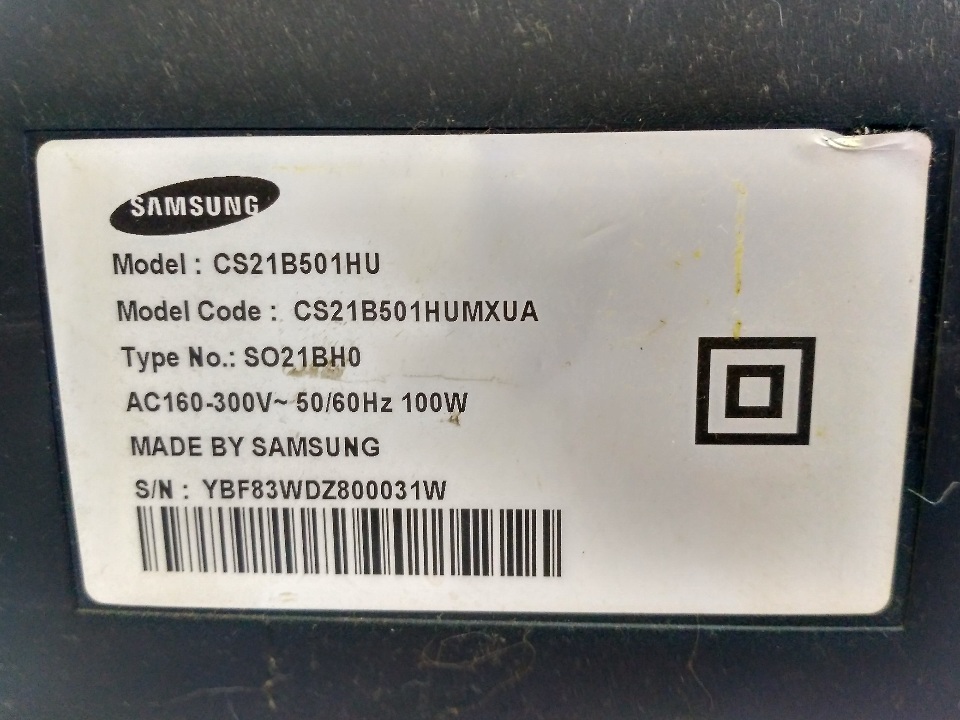 SAMSUNG
Model : CS21B501HU
Model Code : CS21B501HUMXUA
Type No.: SO21BH0
AC160-300V~ 50/60Hz 100W
MADE BY SAMSUNG
S/N : YBF83WDZ800031W